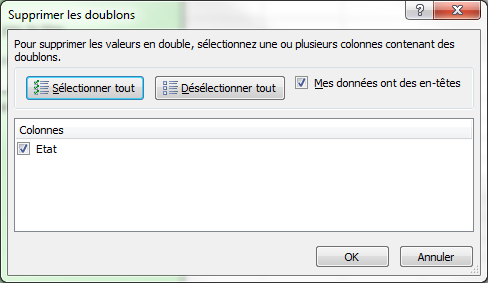 Supprimer les doublons
Pour supprimer les valeurs en double, sélectionnez une ou plusieurs colonnes contenant des
doublons.
Sélectionner tout
Désélectionner tout
Mes données ont des en-têtes
Colonnes
Etat
OK
Annuler